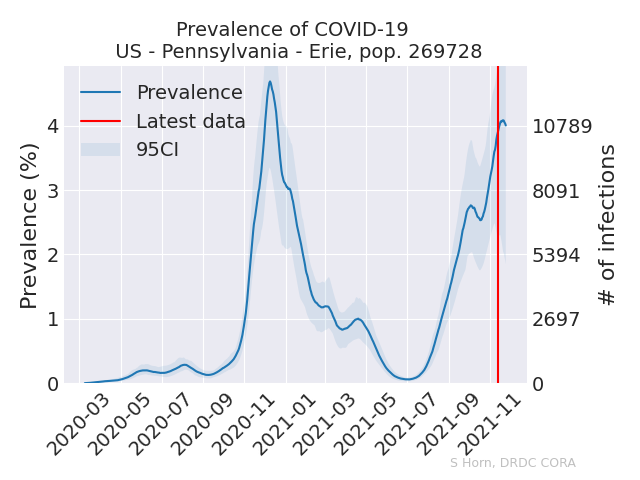 Prevalence of COVID-19
US - Pennsylvania - Erie, pop. 269728
Prevalence
Latest data
95CI
Prevalence (%)
4
3
2
1
0
10789
8091
5394
2697
0
# of infections
2020-03
2020-05
2020-07
2020-09
2020-11
2021-01
2021-03
2021-05
2021-07
2021-09
2021-11
S Horn, DRDC CORA